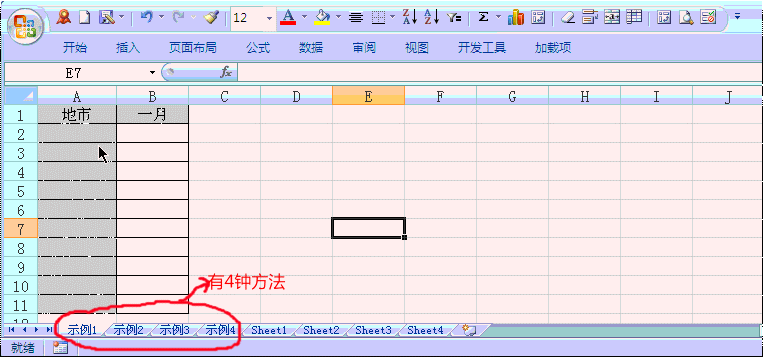 12
开始 插入 页面布局 公式 数据 审阅 视图 开发工具 加载项
E7 fx
A B C D E F G H I J
1 地市 一月
2
3
4
5
6
7
8
9
10
11
有4钟方法
示例1 示例2 示例3 示例4 Sheet1 Sheet2 Sheet3 Sheet4
就绪